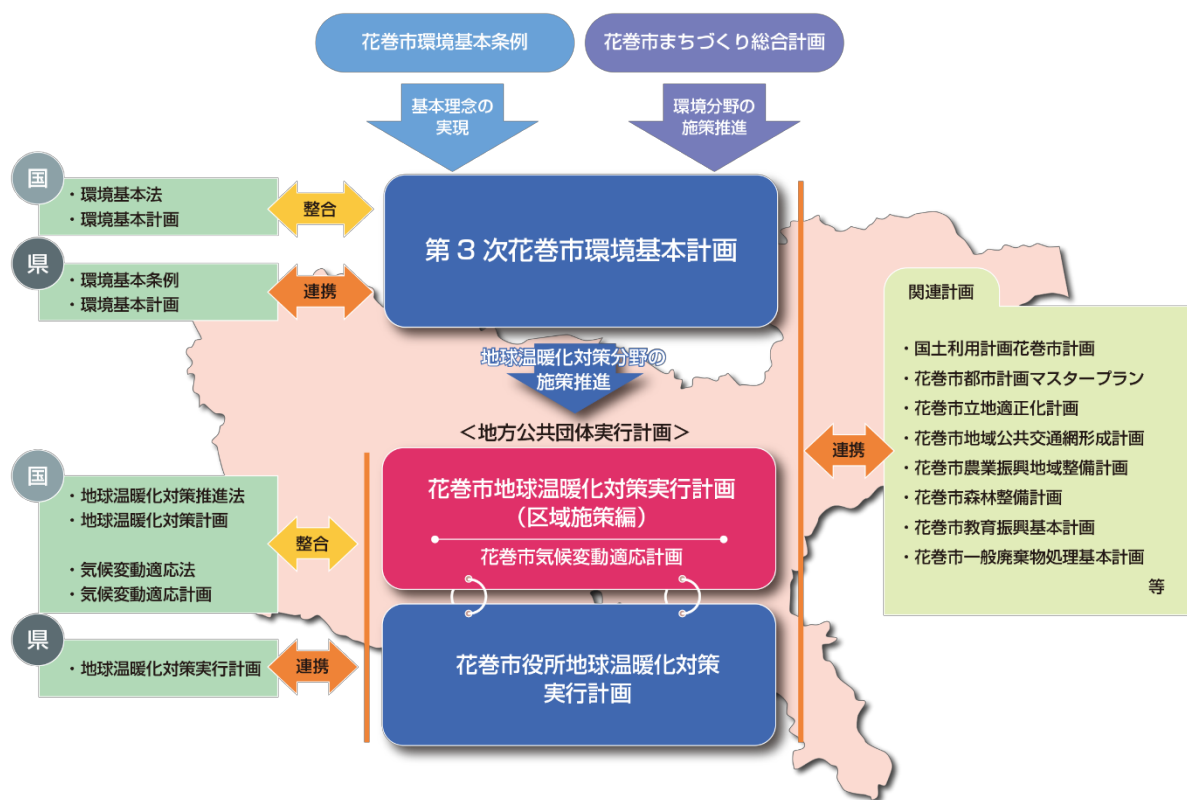 花巻市環境基本条例
花巻市まちづくり総合計画
基本理念の
実現
環境分野の
施策推進
国
・環境基本法
・環境基本計画
整合
県
・環境基本条例
・環境基本計画
連携
第3次花巻市環境基本計画
地球温暖化対策分野の
施策推進
＜地方公共団体実行計画＞
国
・地球温暖化対策推進法
・地球温暖化対策計画
・気候変動適応法
・気候変動適応計画
整合
県
・地球温暖化対策実行計画
連携
花巻市地球温暖化対策実行計画
（区域施策編）
花巻市気候変動適応計画
花巻市役所地球温暖化対策
実行計画
連携
関連計画
・国土利用計画花巻市計画
・花巻市都市計画マスタープラン
・花巻市立地適正化計画
・花巻市地域公共交通網形成計画
・花巻市農業振興地域整備計画
・花巻市森林整備計画
・花巻市教育振興基本計画
・花巻市一般廃棄物処理基本計画
等